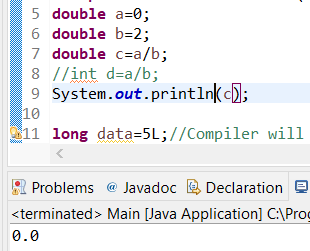 5 double a=0;
6 double b=2;
7 double c=a/b;
8 //int d=a/b;
9 System.out.println(c);
11 long data=5L;//Compiler will
Problems @ Javadoc Declaration
<terminated> Main [Java Application] C:\Prog
0.0